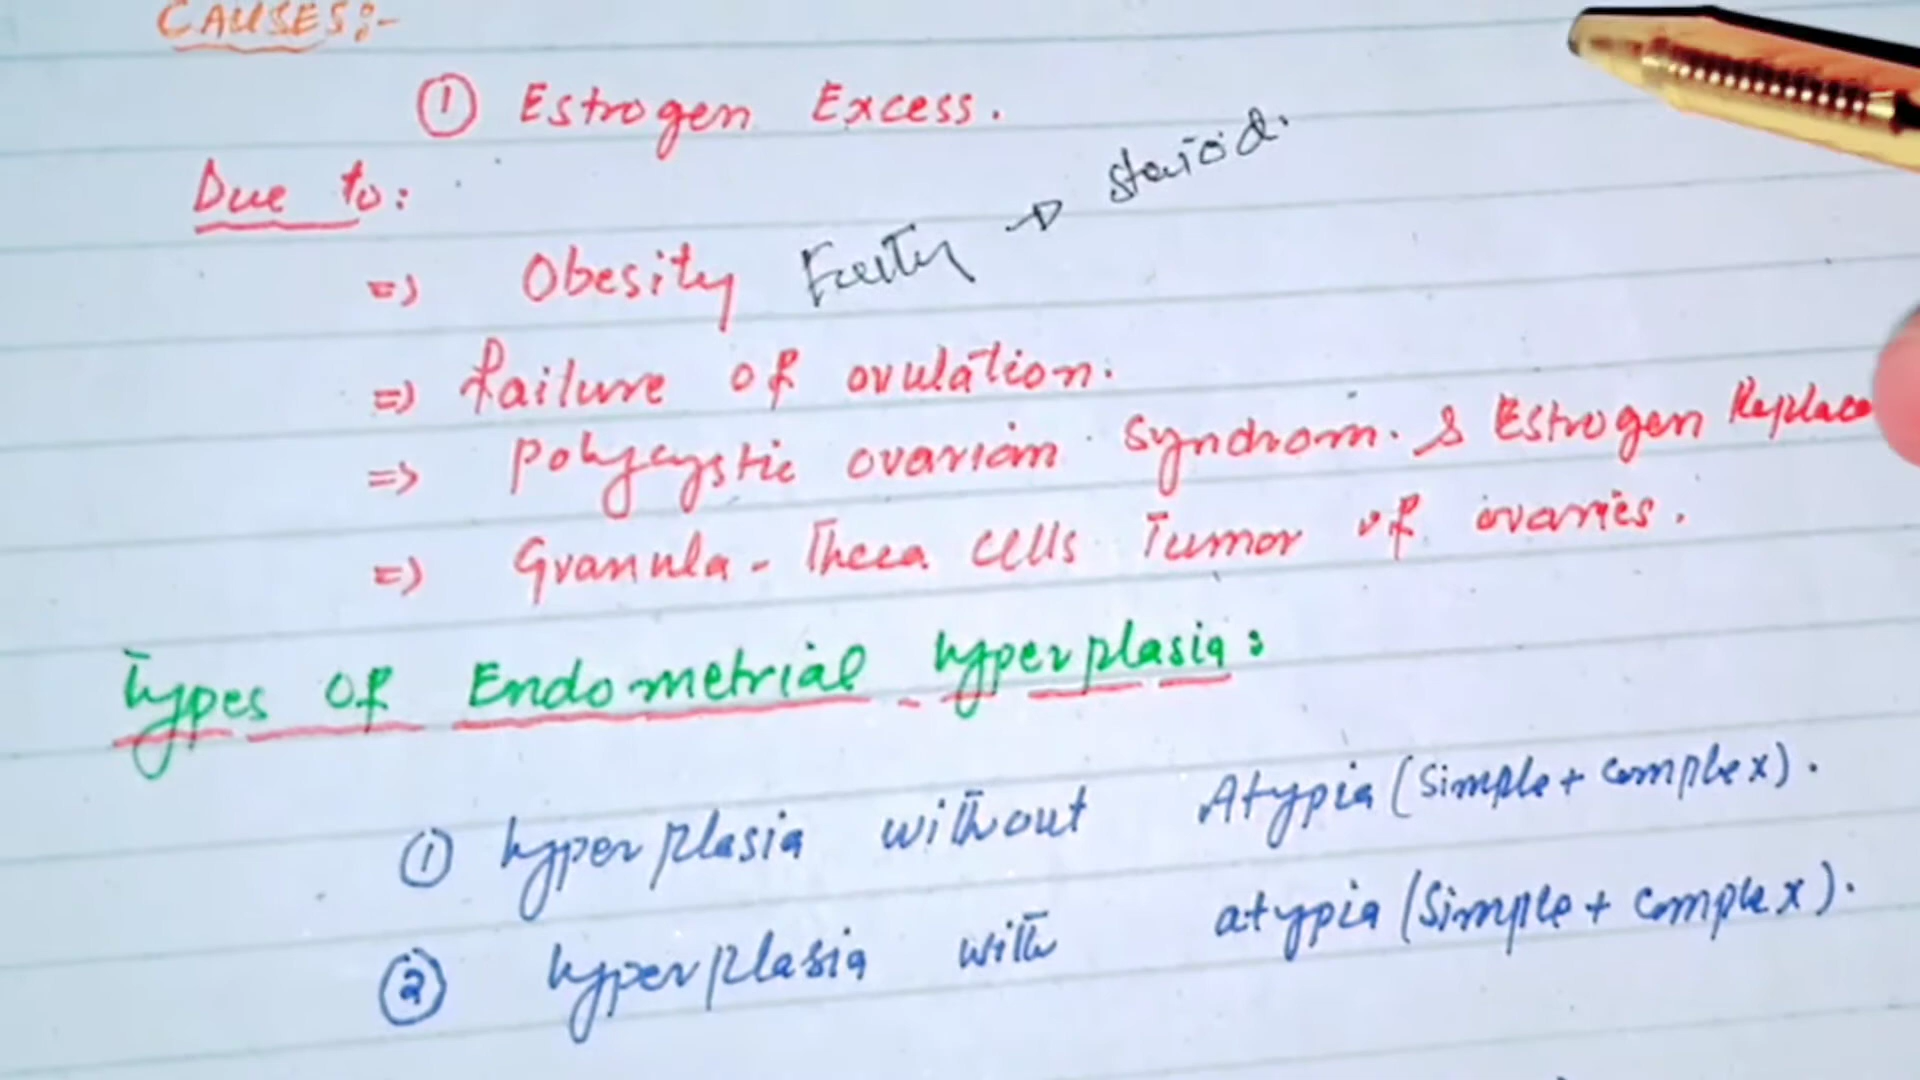 CAUSES:-
① Estrogen Excess.
Due to:
=> Obesity Fatty → steroid.
=> failure of ovulation.
=> polycystic ovarian syndrom. & Estrogen Replace
=> Granula - Theca cells Tumor of ovaries.
Types of Endometrial hyperplasia:
① hyperplasia without Atypia (simple + complex).
② hyperplasia with atypia (Simple + complex).